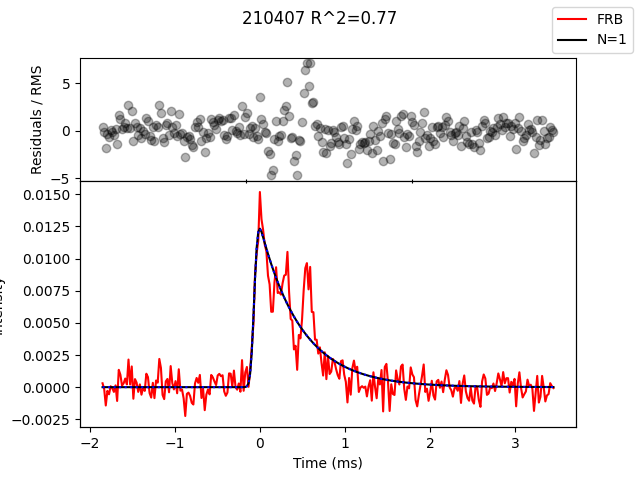 210407 R^2=0.77
FRB
N=1
Residuals / RMS
5
0
−5
Intensity
0.0150
0.0125
0.0100
0.0075
0.0050
0.0025
0.0000
−0.0025
−2
−1
0
1
2
3
Time (ms)